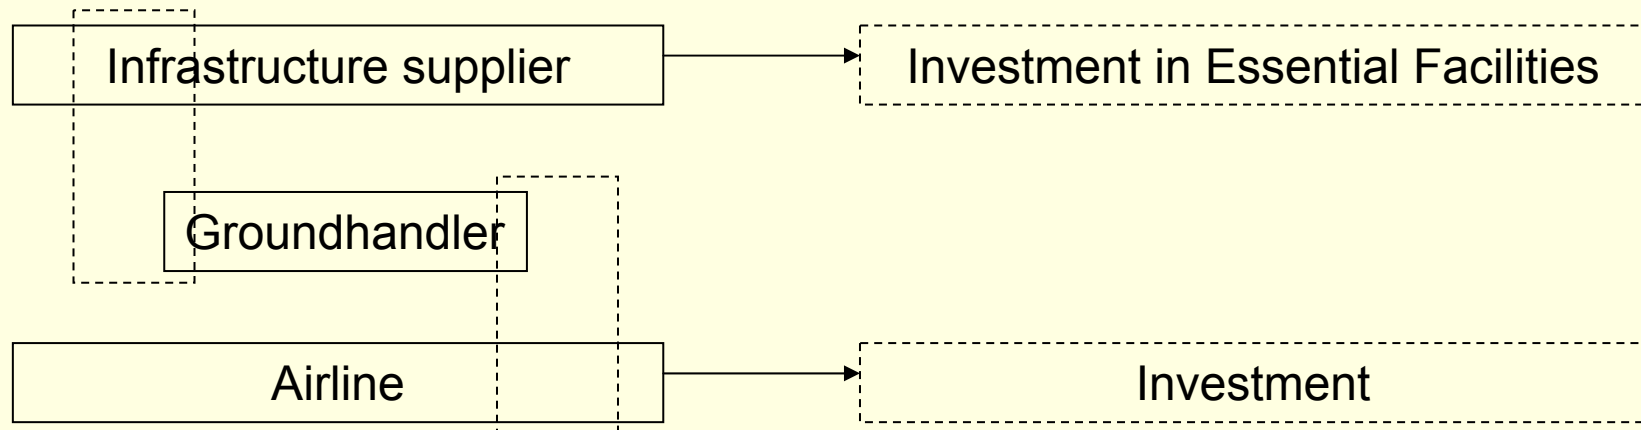 Infrastructure supplier
Investment in Essential Facilities
Groundhandler
Airline
Investment